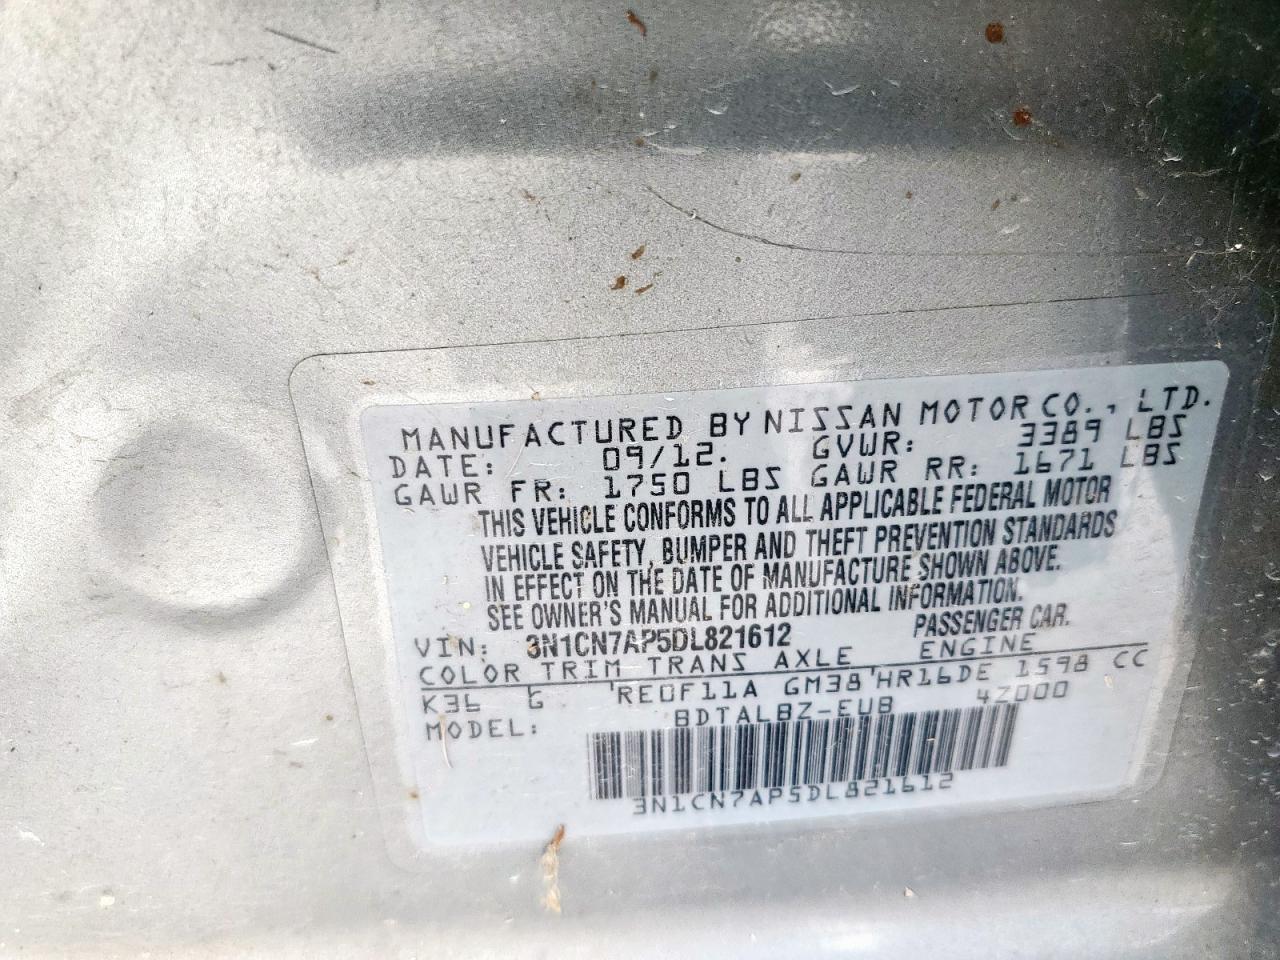 MANUFACTURED BY NISSAN MOTOR CO., LTD.
DATE: 09/12. GVWR: 3389 LBS
GAWR FR: 1750 LBS GAWR RR: 1671 LBS
THIS VEHICLE CONFORMS TO ALL APPLICABLE FEDERAL MOTOR
VEHICLE SAFETY, BUMPER AND THEFT PREVENTION STANDARDS
IN EFFECT ON THE DATE OF MANUFACTURE SHOWN ABOVE.
SEE OWNER'S MANUAL FOR ADDITIONAL INFORMATION.
VIN: 3N1CN7AP5DL821612 PASSENGER CAR.
COLOR TRIM TRANS AXLE ENGINE
K36 G RE0F11A GM38 HR16DE 1598 CC
MODEL: BDTALBZ-EUB 4Z000
3N1CN7AP5DL821612